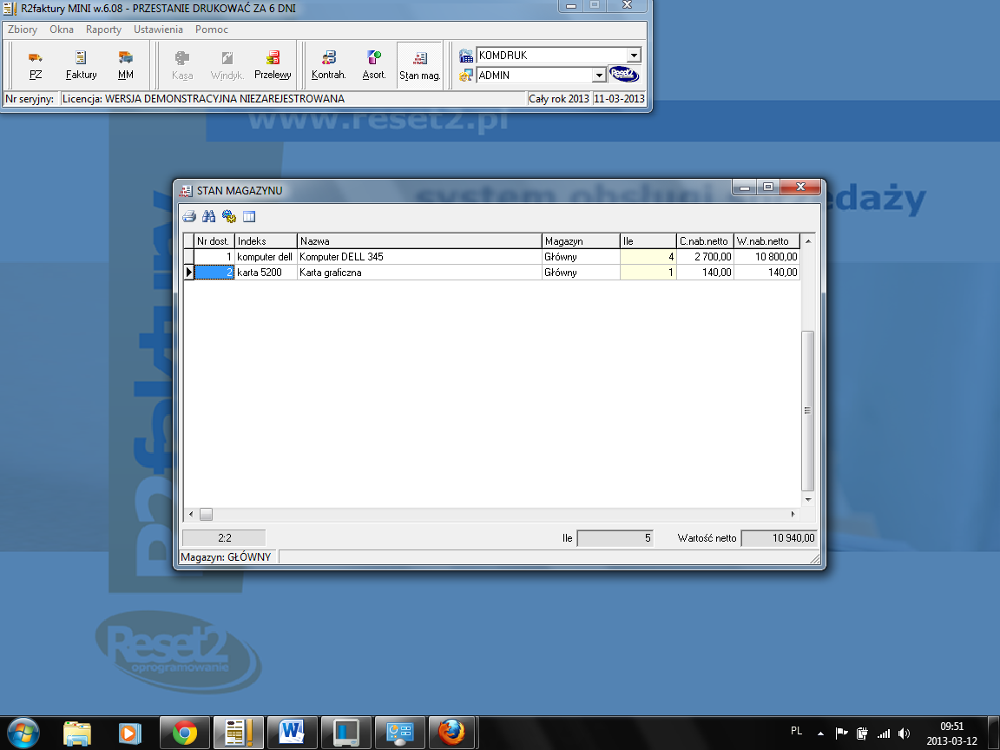 R2faktury MINI w.6.08 - PRZESTANIE DRUKOWAĆ ZA 6 DNI
Zbiory Okna Raporty Ustawienia Pomoc
PZ Faktury MM Kasa Windyk. Przelewy Kontrah. Asort. Stan mag.
KOMDRUK
ADMIN
Reset2
Nr seryjny: Licencja: WERSJA DEMONSTRACYJNA NIEZAREJESTROWANA Cały rok 2013 11-03-2013
www.reset2.pl
system obsługi sprzedaży
R2faktury
STAN MAGAZYNU
Nr dost. Indeks Nazwa Magazyn Ile C.nab.netto W.nab.netto
1 komputer dell Komputer DELL 345 Główny 4 2 700,00 10 800,00
2 karta 5200 Karta graficzna Główny 1 140,00 140,00
2:2 Ile 5 Wartość netto 10 940,00
Magazyn: GŁÓWNY
Reset2
oprogramowanie
PL 09:51
2013-03-12